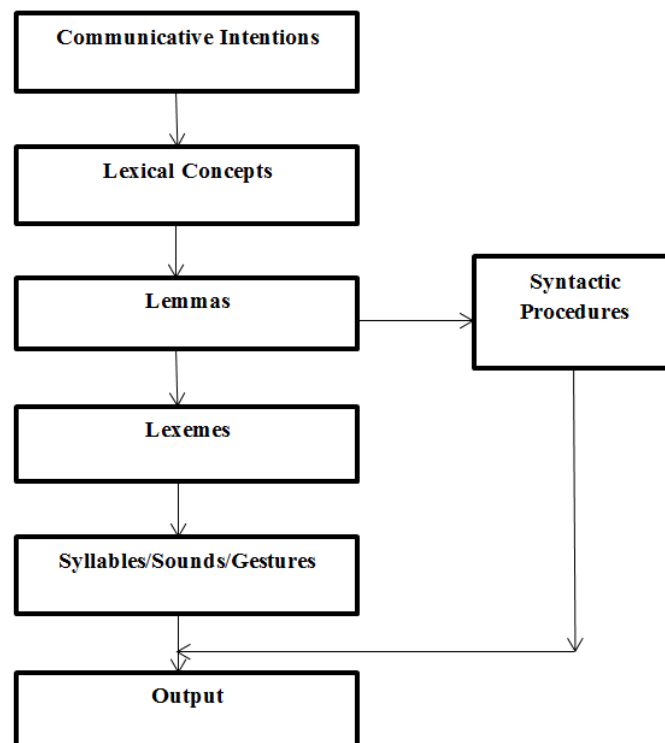 Communicative Intentions
Lexical Concepts
Lemmas
Syntactic
Procedures
Lexemes
Syllables/Sounds/Gestures
Output